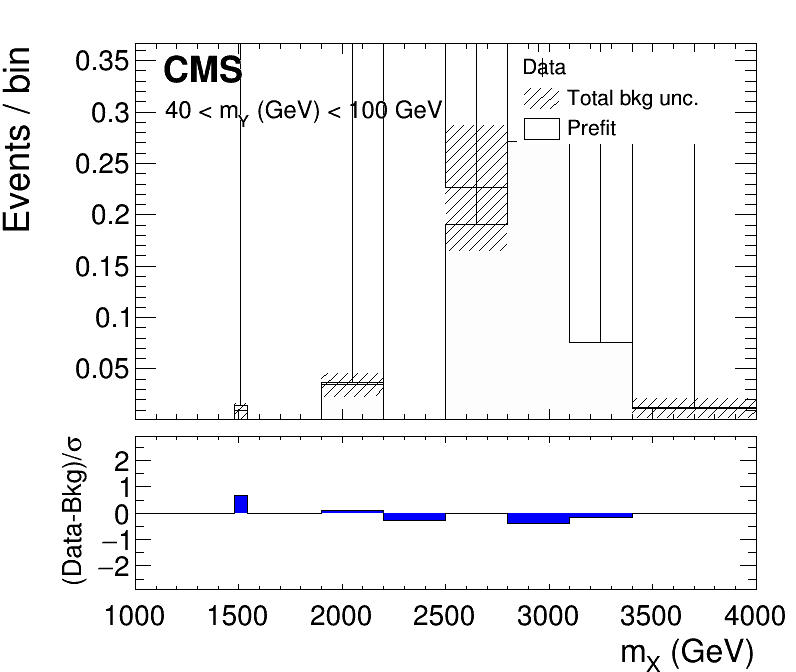 CMS
40 < mY (GeV) < 100 GeV
Data
Total bkg unc.
Prefit
Events / bin
0.35
0.3
0.25
0.2
0.15
0.1
0.05
(Data-Bkg)/σ
2
1
0
−1
−2
1000 1500 2000 2500 3000 3500 4000
mX (GeV)